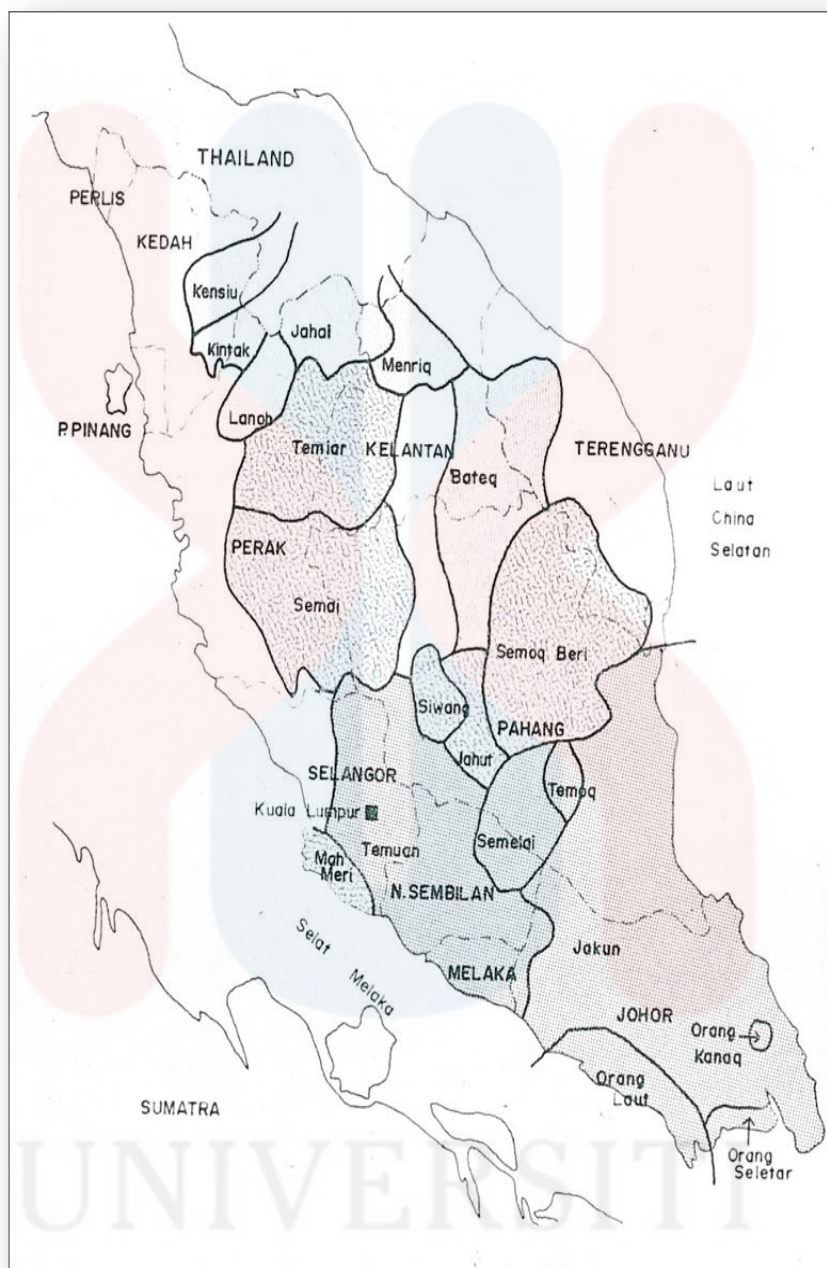 THAILAND
PERLIS
KEDAH
Kensiu
Jahai
Kintak
Menriq
Lanoh
P.PINANG
Temiar
KELANTAN
TERENGGANU
Bateq
Laut
China
Selatan
PERAK
Semai
Semoq Beri
Siwang
PAHANG
Jahut
SELANGOR
Temoq
Kuala Lumpur
Semelai
Temuan
Mah
Meri
N.SEMBILAN
Selat
Melaka
Jakun
MELAKA
JOHOR
Orang
Kanaq
Orang
Laut
SUMATRA
Orang
Seletar
UNIVERSITI